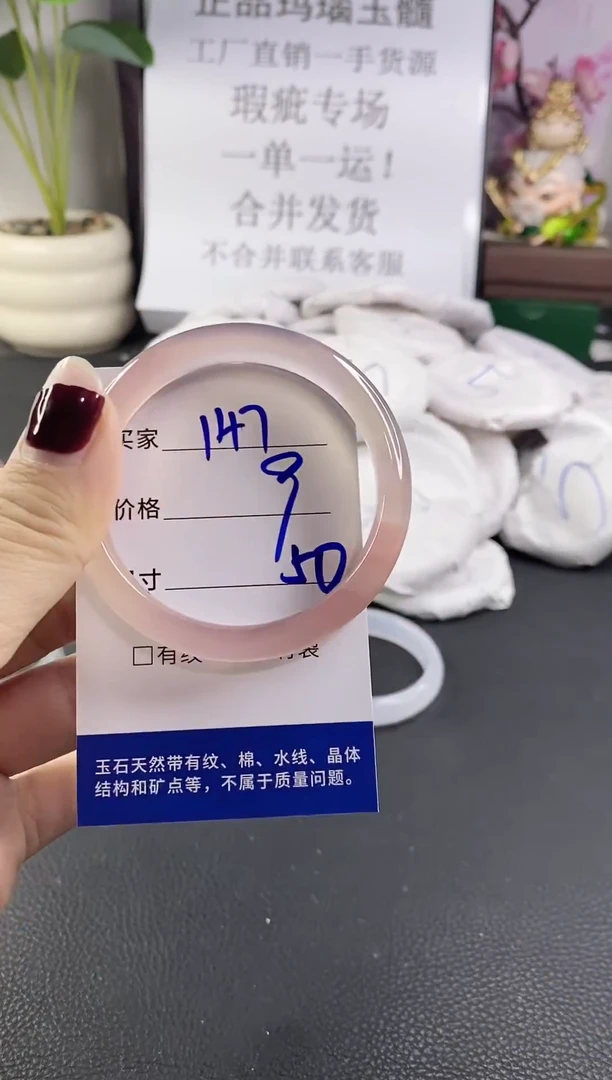 正品玛瑙玉髓
工厂直销一手货源
瑕疵专场
一单一运！
合并发货
不合并联系客服
买家 147
价格 9
寸 50
□有纹
玉石天然带有纹、棉、水线、晶体
结构和矿点等，不属于质量问题。